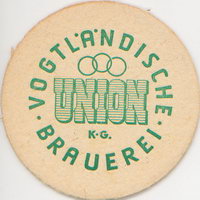 VOGTLÄNDISCHE
UNION
K·G.
· BRAUEREI ·